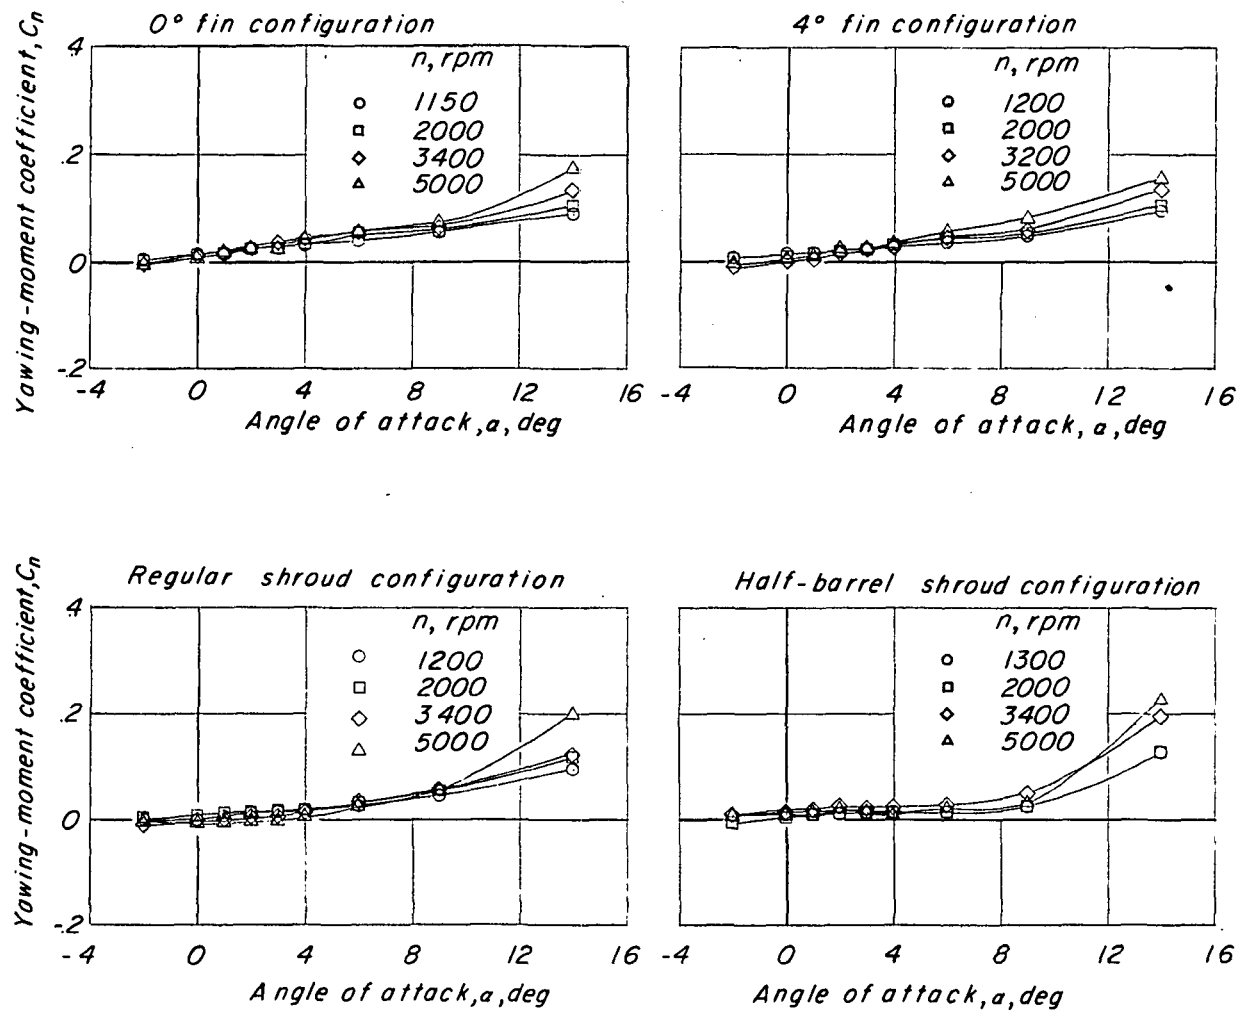 0° fin configuration
Yawing-moment coefficient, Cn
.4
.2
0
-.2
n, rpm
1150
2000
3400
5000
-4 0 4 8 12 16
Angle of attack, α, deg
4° fin configuration
n, rpm
1200
2000
3200
5000
-4 0 4 8 12 16
Angle of attack, α, deg
Regular shroud configuration
Yawing-moment coefficient, Cn
.4
.2
0
-.2
n, rpm
1200
2000
3400
5000
-4 0 4 8 12 16
Angle of attack, α, deg
Half-barrel shroud configuration
n, rpm
1300
2000
3400
5000
-4 0 4 8 12 16
Angle of attack, α, deg